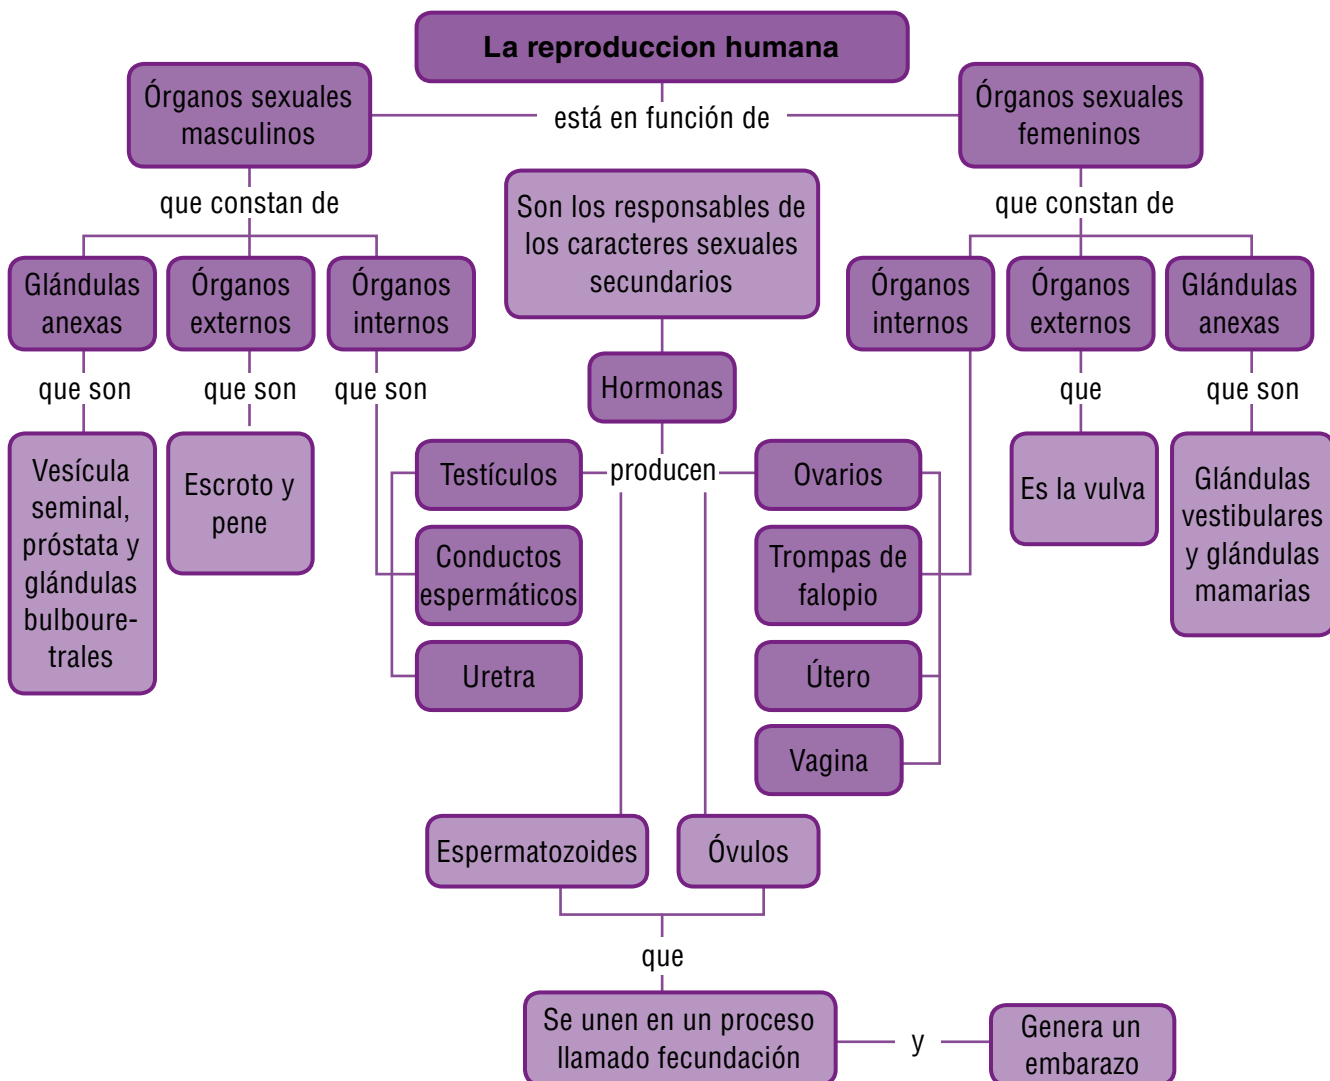 La reproduccion humana
Órganos sexuales
masculinos
está en función de
Órganos sexuales
femeninos
que constan de
Son los responsables de
los caracteres sexuales
secundarios
que constan de
Glándulas
anexas
Órganos
externos
Órganos
internos
Órganos
internos
Órganos
externos
Glándulas
anexas
que son
que son
que son
Hormonas
que
que son
Vesícula
seminal,
próstata y
glándulas
bulboure-
trales
Escroto y
pene
Testículos
producen
Ovarios
Es la vulva
Glándulas
vestibulares
y glándulas
mamarias
Conductos
espermáticos
Trompas de
falopio
Uretra
Útero
Vagina
Espermatozoides
Óvulos
que
Se unen en un proceso
llamado fecundación
y
Genera un
embarazo